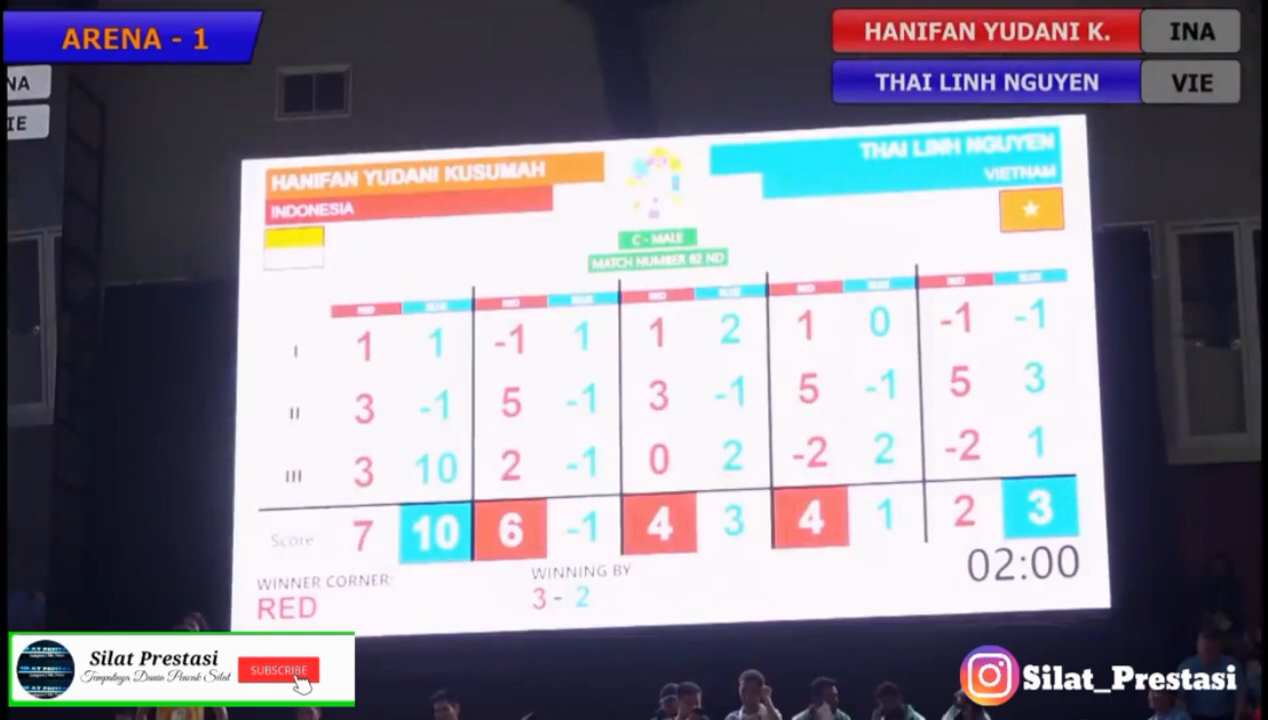 ARENA - 1
HANIFAN YUDANI K. INA
THAI LINH NGUYEN VIE
NA
IE
HANIFAN YUDANI KUSUMAH
INDONESIA
THAI LINH NGUYEN
VIETNAM
C - MALE
MATCH NUMBER 62 ND
RED BLUE RED BLUE RED BLUE RED BLUE RED BLUE
I 1 1 -1 1 1 2 1 0 -1 -1
II 3 -1 5 -1 3 -1 5 -1 5 3
III 3 10 2 -1 0 2 -2 2 -2 1
Score 7 10 6 -1 4 3 4 1 2 3
WINNER CORNER:
RED
WINNING BY
3 - 2
02:00
Silat Prestasi
Tempatnya Dunia Pencak Silat
SUBSCRIBE
Silat_Prestasi